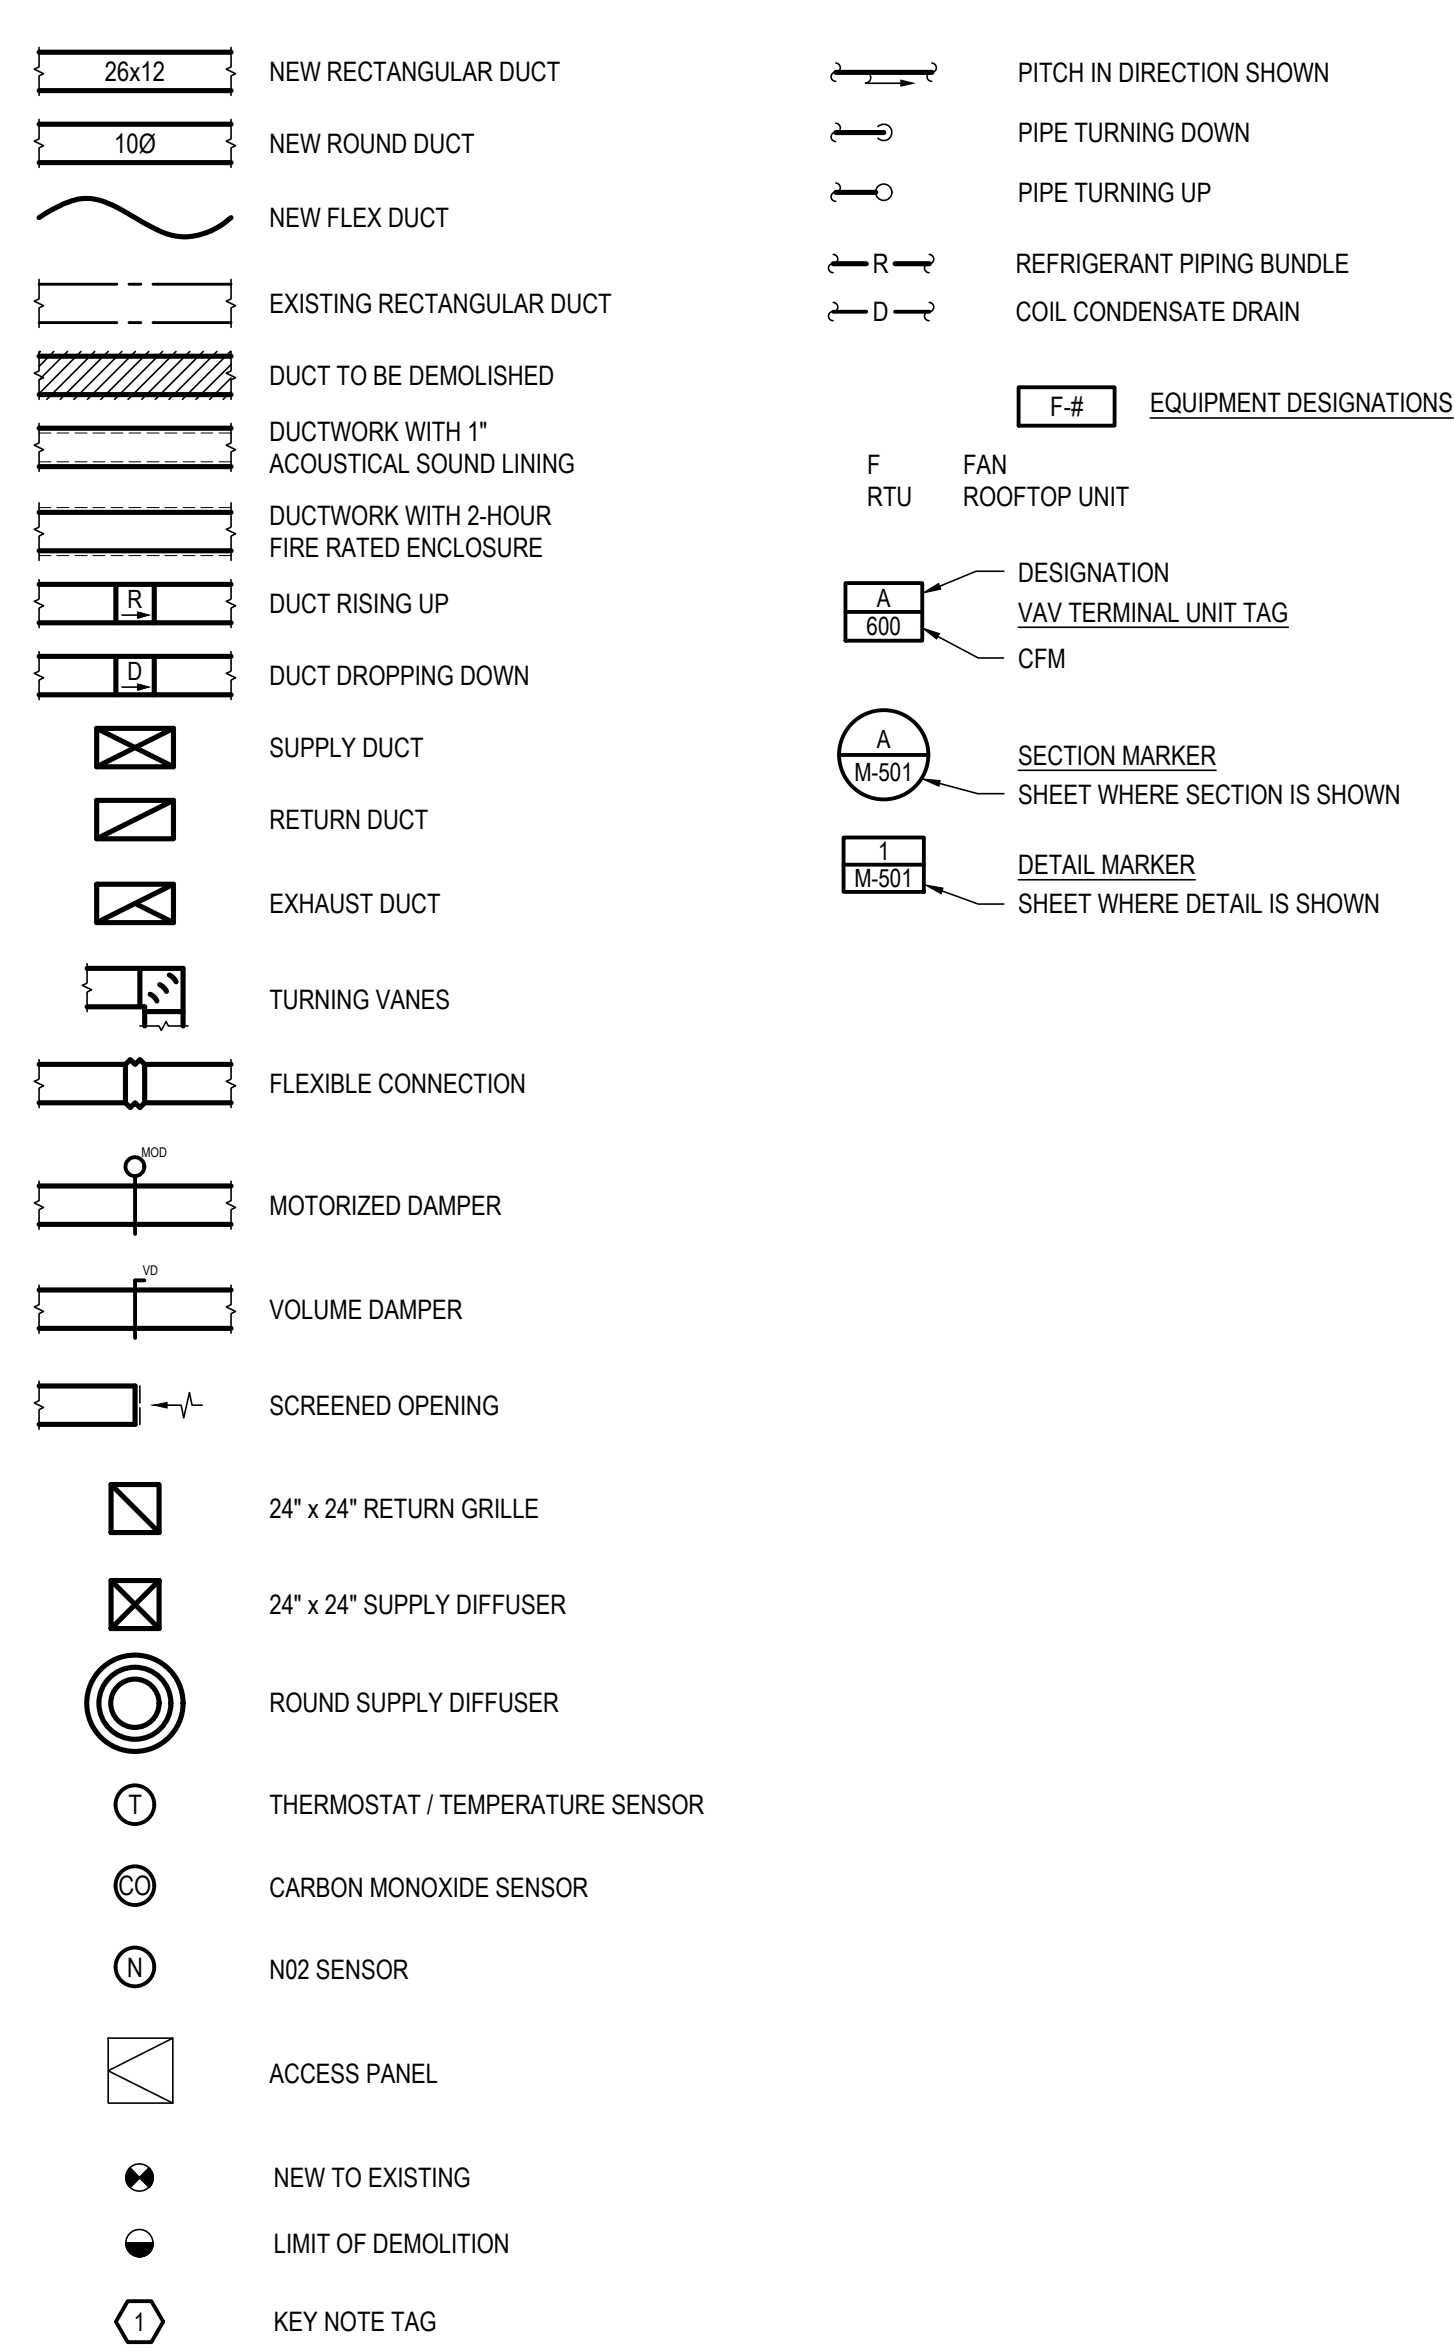 26x12
NEW RECTANGULAR DUCT
10Ø
NEW ROUND DUCT
NEW FLEX DUCT
EXISTING RECTANGULAR DUCT
DUCT TO BE DEMOLISHED
DUCTWORK WITH 1"
ACOUSTICAL SOUND LINING
DUCTWORK WITH 2-HOUR
FIRE RATED ENCLOSURE
R
DUCT RISING UP
D
DUCT DROPPING DOWN
SUPPLY DUCT
RETURN DUCT
EXHAUST DUCT
TURNING VANES
FLEXIBLE CONNECTION
MOD
MOTORIZED DAMPER
VD
VOLUME DAMPER
SCREENED OPENING
24" x 24" RETURN GRILLE
24" x 24" SUPPLY DIFFUSER
ROUND SUPPLY DIFFUSER
T
THERMOSTAT / TEMPERATURE SENSOR
CO
CARBON MONOXIDE SENSOR
N
N02 SENSOR
ACCESS PANEL
NEW TO EXISTING
LIMIT OF DEMOLITION
1
KEY NOTE TAG
PITCH IN DIRECTION SHOWN
PIPE TURNING DOWN
PIPE TURNING UP
R
REFRIGERANT PIPING BUNDLE
D
COIL CONDENSATE DRAIN
F-#
EQUIPMENT DESIGNATIONS
F FAN
RTU ROOFTOP UNIT
A
600
DESIGNATION
VAV TERMINAL UNIT TAG
CFM
A
M-501
SECTION MARKER
SHEET WHERE SECTION IS SHOWN
1
M-501
DETAIL MARKER
SHEET WHERE DETAIL IS SHOWN